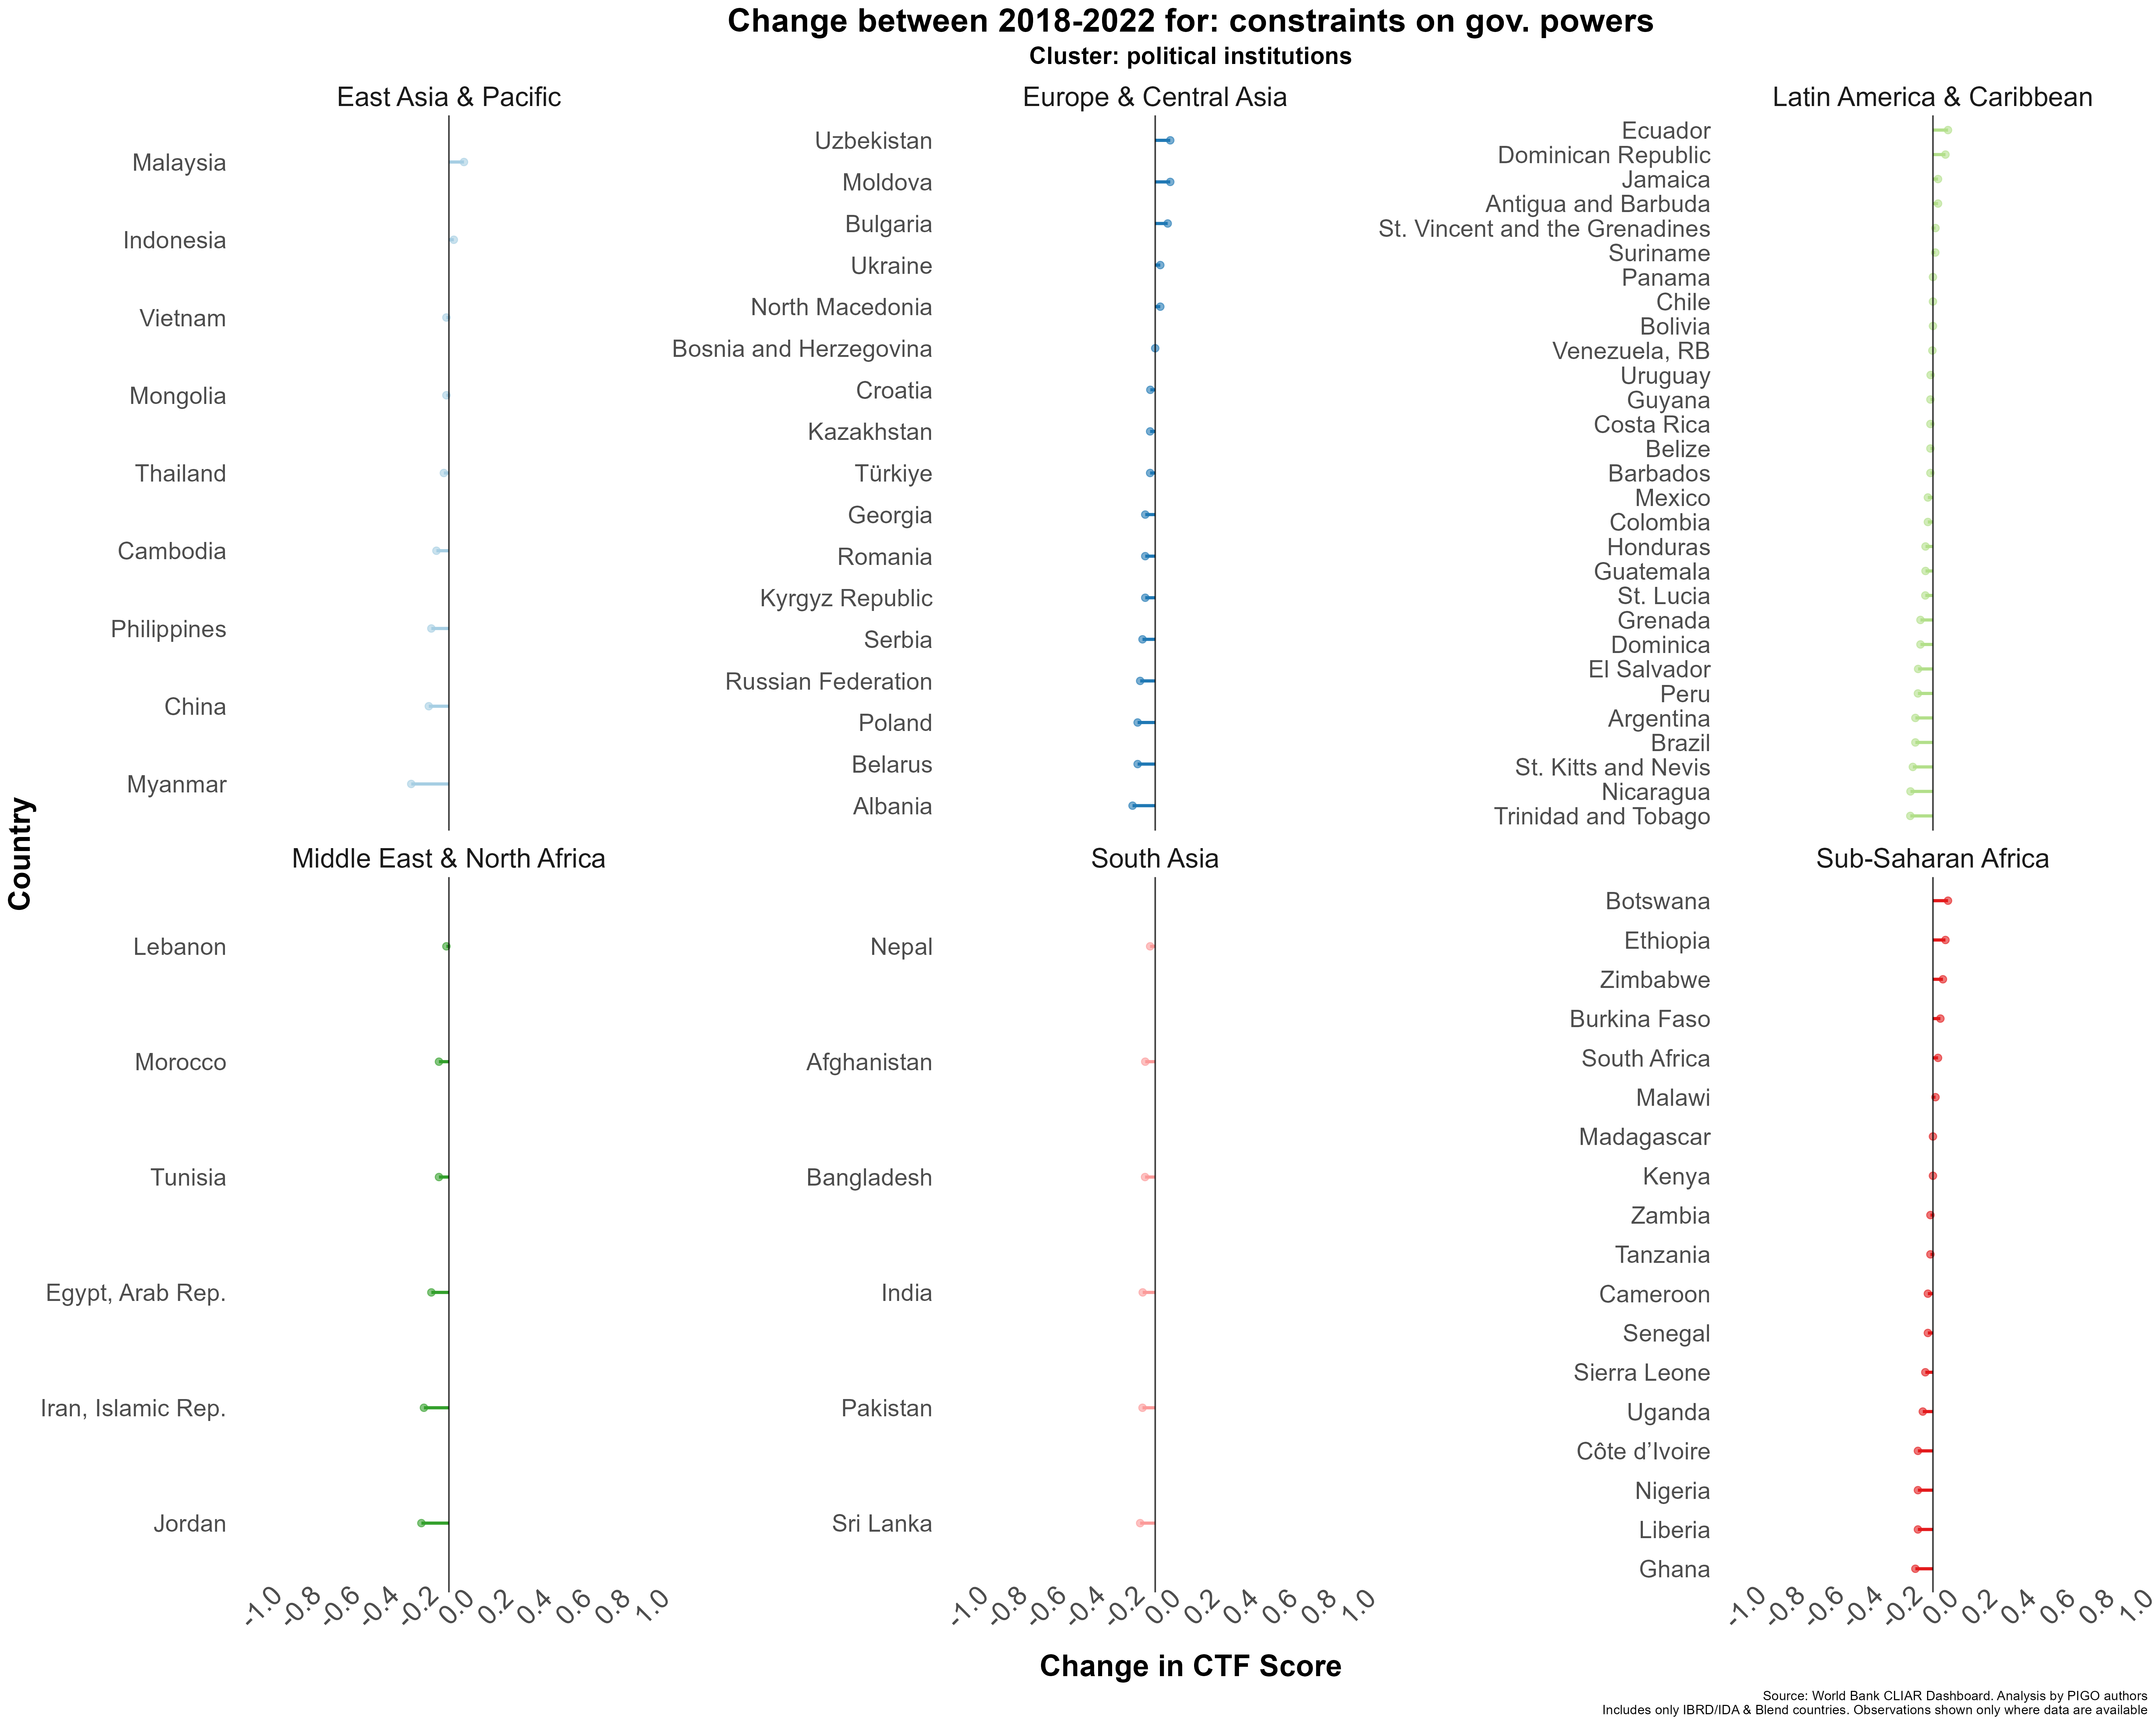 Change between 2018-2022 for: constraints on gov. powers
Cluster: political institutions
East Asia & Pacific
Malaysia
Indonesia
Vietnam
Mongolia
Thailand
Cambodia
Philippines
China
Myanmar
Europe & Central Asia
Uzbekistan
Moldova
Bulgaria
Ukraine
North Macedonia
Bosnia and Herzegovina
Croatia
Kazakhstan
Türkiye
Georgia
Romania
Kyrgyz Republic
Serbia
Russian Federation
Poland
Belarus
Albania
Latin America & Caribbean
Ecuador
Dominican Republic
Jamaica
Antigua and Barbuda
St. Vincent and the Grenadines
Suriname
Panama
Chile
Bolivia
Venezuela, RB
Uruguay
Guyana
Costa Rica
Belize
Barbados
Mexico
Colombia
Honduras
Guatemala
St. Lucia
Grenada
Dominica
El Salvador
Peru
Argentina
Brazil
St. Kitts and Nevis
Nicaragua
Trinidad and Tobago
Country
Middle East & North Africa
Lebanon
Morocco
Tunisia
Egypt, Arab Rep.
Iran, Islamic Rep.
Jordan
-1.0 -0.8 -0.6 -0.4 -0.2 0.0 0.2 0.4 0.6 0.8 1.0
South Asia
Nepal
Afghanistan
Bangladesh
India
Pakistan
Sri Lanka
-1.0 -0.8 -0.6 -0.4 -0.2 0.0 0.2 0.4 0.6 0.8 1.0
Sub-Saharan Africa
Botswana
Ethiopia
Zimbabwe
Burkina Faso
South Africa
Malawi
Madagascar
Kenya
Zambia
Tanzania
Cameroon
Senegal
Sierra Leone
Uganda
Côte d’Ivoire
Nigeria
Liberia
Ghana
-1.0 -0.8 -0.6 -0.4 -0.2 0.0 0.2 0.4 0.6 0.8 1.0
Change in CTF Score
Source: World Bank CLIAR Dashboard. Analysis by PIGO authors
Includes only IBRD/IDA & Blend countries. Observations shown only where data are available